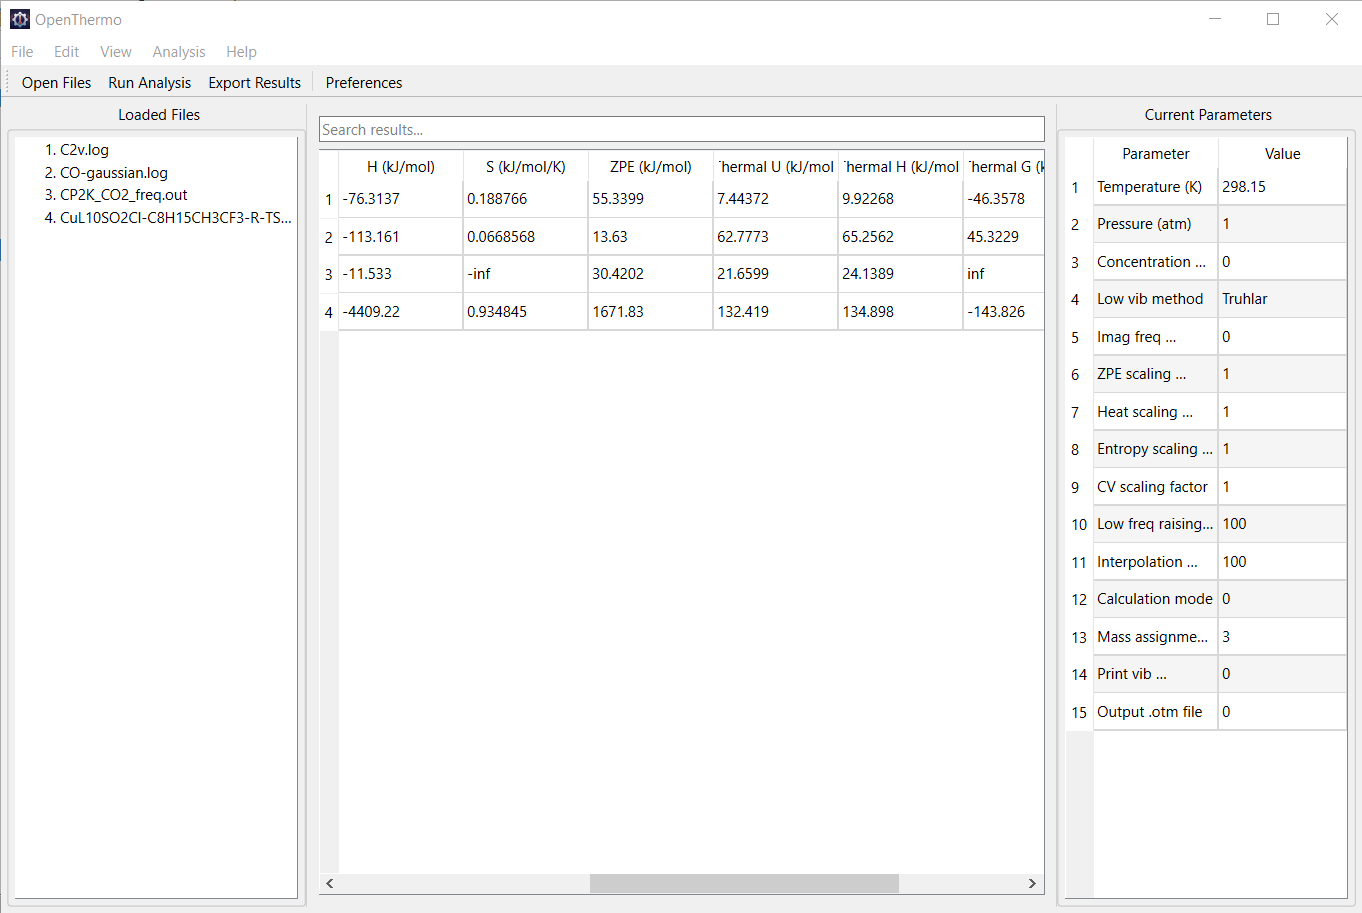 OpenThermo
File Edit View Analysis Help
Open Files Run Analysis Export Results Preferences
Loaded Files
1. C2v.log
2. CO-gaussian.log
3. CP2K_CO2_freq.out
4. CuL10SO2Cl-C8H15CH3CF3-R-TS...
Search results...
H (kJ/mol) S (kJ/mol/K) ZPE (kJ/mol) hermal U (kJ/mol hermal H (kJ/mol hermal G (k
1 -76.3137 0.188766 55.3399 7.44372 9.92268 -46.3578
2 -113.161 0.0668568 13.63 62.7773 65.2562 45.3229
3 -11.533 -inf 30.4202 21.6599 24.1389 inf
4 -4409.22 0.934845 1671.83 132.419 134.898 -143.826
Current Parameters
Parameter Value
1 Temperature (K) 298.15
2 Pressure (atm) 1
3 Concentration ... 0
4 Low vib method Truhlar
5 Imag freq ... 0
6 ZPE scaling ... 1
7 Heat scaling ... 1
8 Entropy scaling ... 1
9 CV scaling factor 1
10 Low freq raising... 100
11 Interpolation ... 100
12 Calculation mode 0
13 Mass assignme... 3
14 Print vib ... 0
15 Output .otm file 0